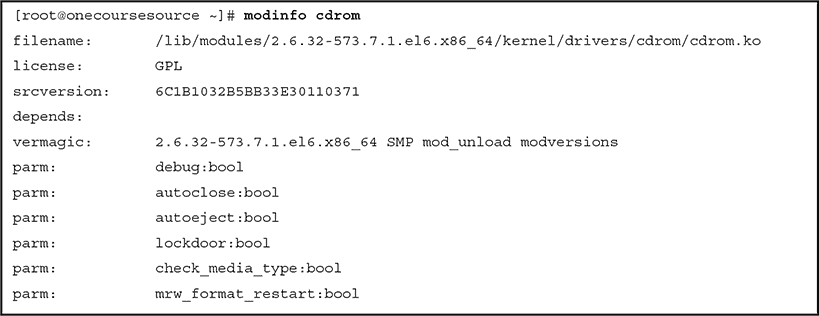 [root@onecoursesource ~]# modinfo cdrom
filename: /lib/modules/2.6.32-573.7.1.el6.x86_64/kernel/drivers/cdrom/cdrom.ko
license: GPL
srcversion: 6C1B1032B5BB33E30110371
depends:
vermagic: 2.6.32-573.7.1.el6.x86_64 SMP mod_unload modversions
parm: debug:bool
parm: autoclose:bool
parm: autoeject:bool
parm: lockdoor:bool
parm: check_media_type:bool
parm: mrw_format_restart:bool